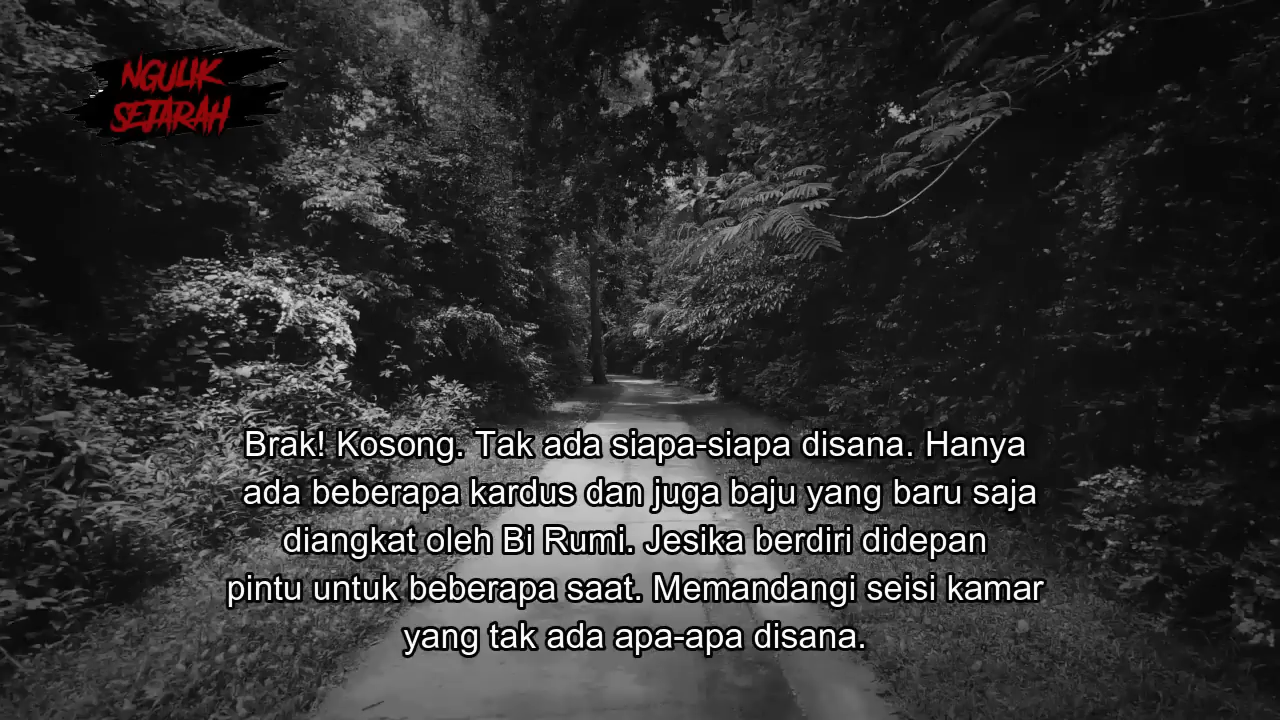 NGULIK
SEJARAH
Brak! Kosong. Tak ada siapa-siapa disana. Hanya
ada beberapa kardus dan juga baju yang baru saja
diangkat oleh Bi Rumi. Jesika berdiri didepan
pintu untuk beberapa saat. Memandangi seisi kamar
yang tak ada apa-apa disana.